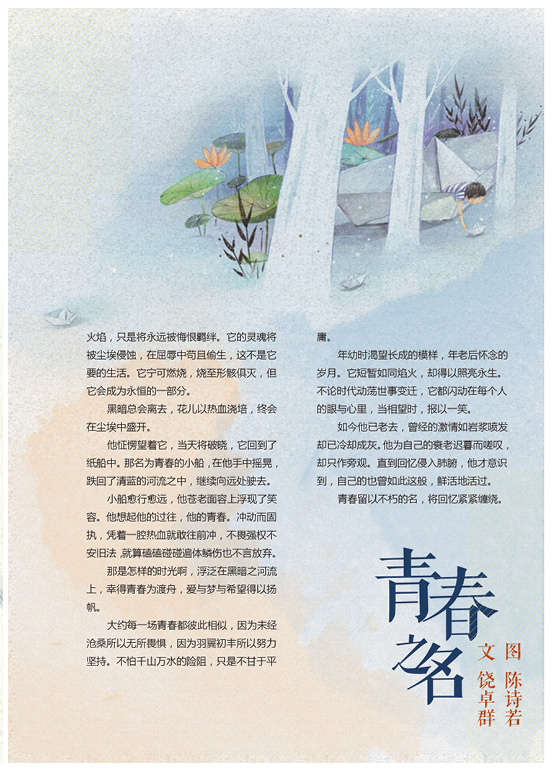 火焰，只是将永远被悔恨羁绊。它的灵魂将
被尘埃侵蚀，在屈辱中苟且偷生，这不是它
要的生活。它宁可燃烧，烧至形骸俱灭，但
它会成为永恒的一部分。
黑暗总会离去，花儿以热血浇培，终会
在尘埃中盛开。
他怔愣望着它，当天将破晓，它回到了
纸船中。那名为青春的小船，在他手中摇晃，
跌回了清蓝的河流之中，继续向远处驶去。
小船愈行愈远，他苍老面容上浮现了笑
容。他想起他的过往，他的青春。冲动而固
执，凭着一腔热血就敢往前冲，不畏强权不
安旧法，就算磕磕碰碰遍体鳞伤也不言放弃。
那是怎样的时光啊，浮泛在黑暗之河流
上，幸得青春为渡舟，爱与梦与希望得以扬
帆。
大约每一场青春都彼此相似，因为未经
沧桑所以无所畏惧，因为羽翼初丰所以努力
坚持。不怕千山万水的险阻，只是不甘于平
庸。
年幼时渴望长成的模样，年老后怀念的
岁月。它短暂如同焰火，却得以照亮永生。
不论时代动荡世事变迁，它都闪动在每个人
的眼与心里，当相望时，报以一笑。
如今他已老去，曾经的激情如岩浆喷发
却已冷却成灰。他为自己的衰老迟暮而嗟叹，
却只作旁观。直到回忆侵入肺腑，他才意识
到，自己的也曾如此这般，鲜活地活过。
青春留以不朽的名，将回忆紧紧缠绕。
青春
之名
文 饶卓群
图 陈诗若